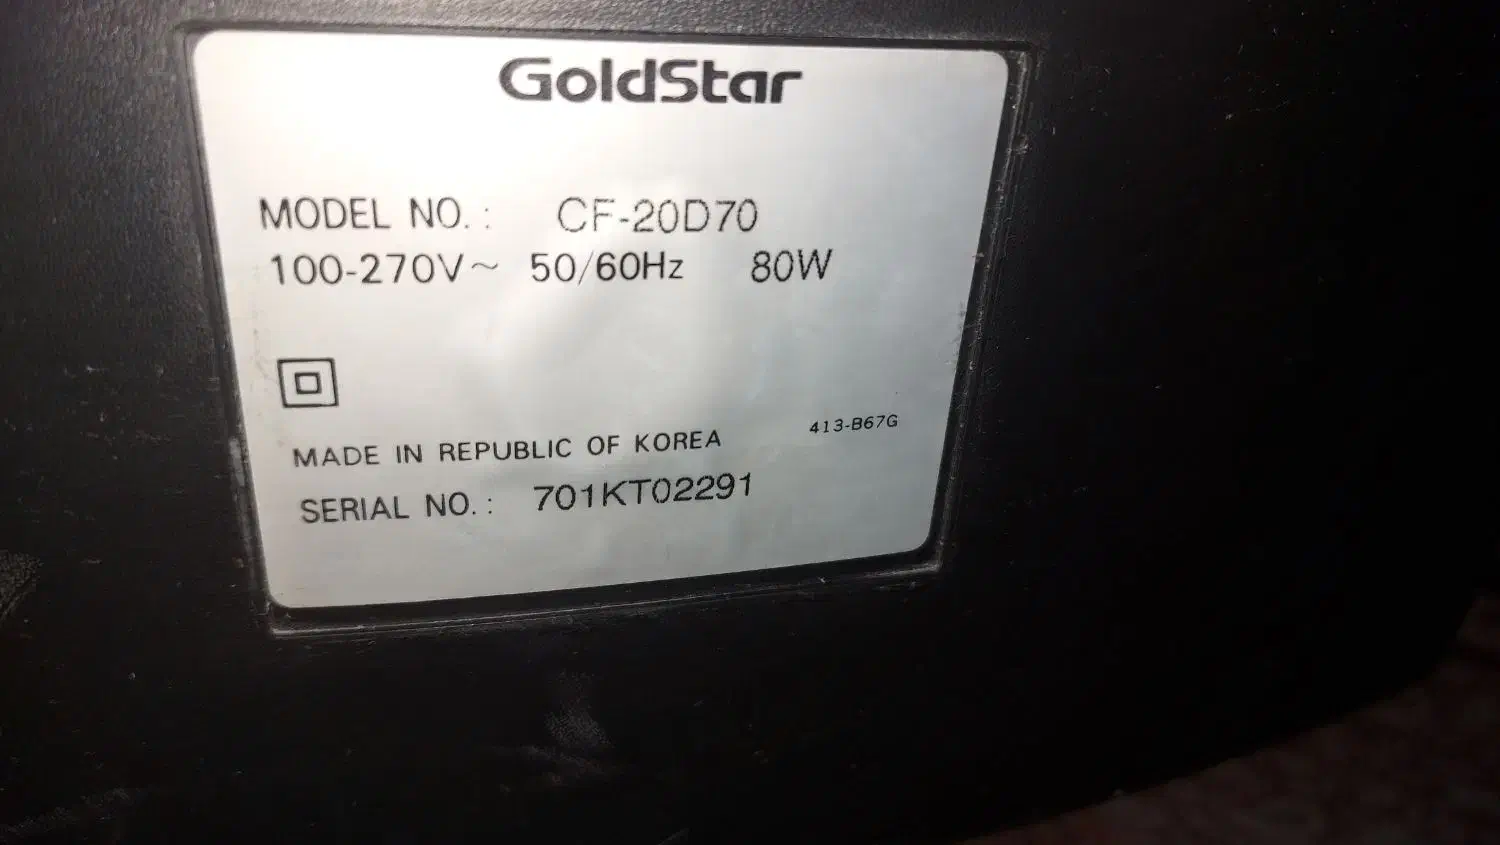 GoldStar
MODEL NO. : CF-20D70
100-270V~ 50/60Hz 80W
413-B67G
MADE IN REPUBLIC OF KOREA
SERIAL NO. : 701KT02291